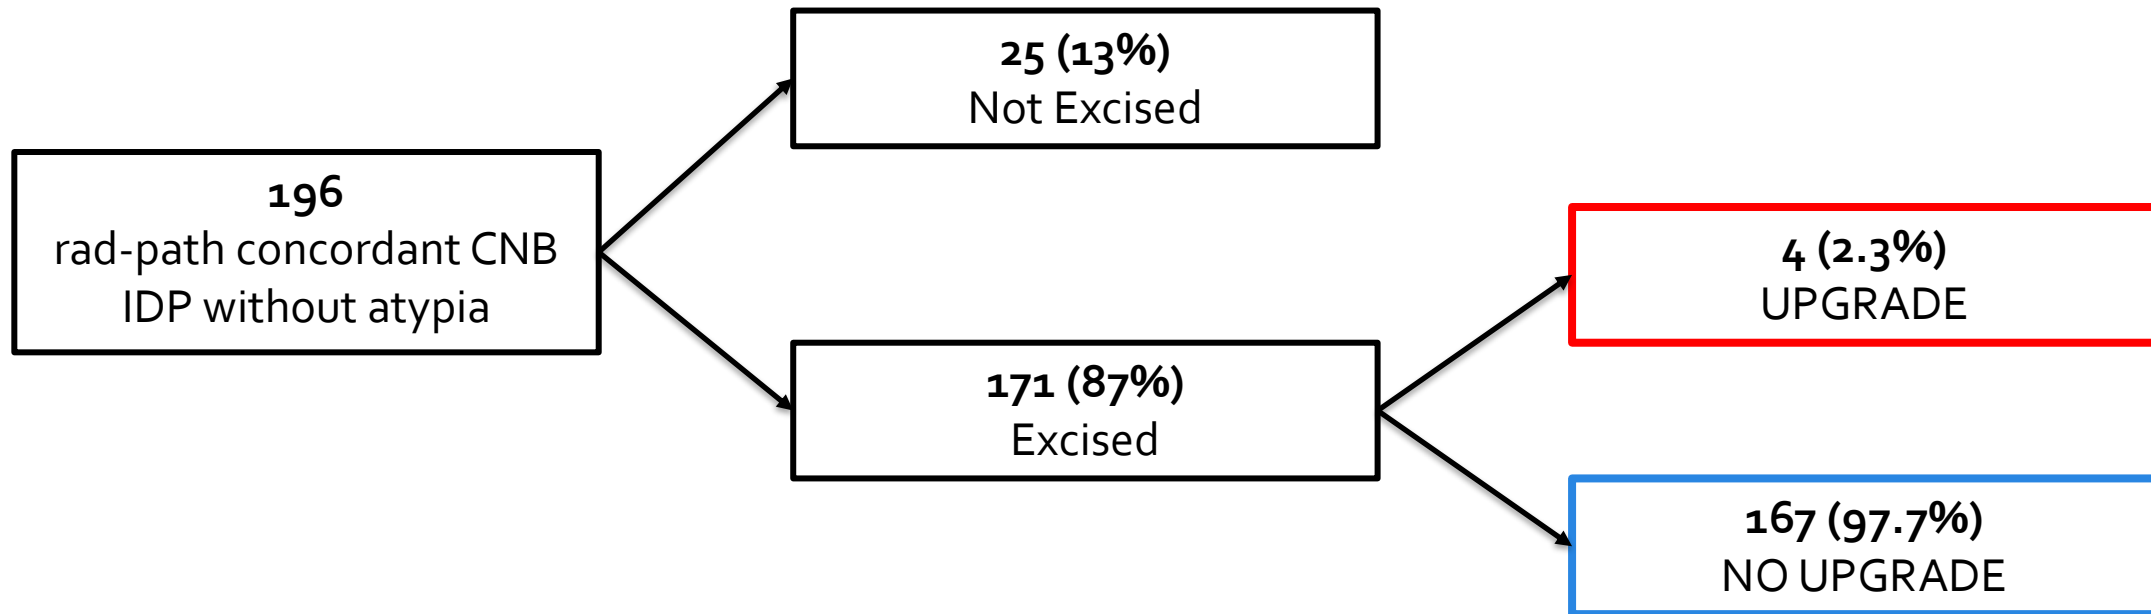 25 (13%)
Not Excised
196
rad-path concordant CNB
IDP without atypia
4 (2.3%)
UPGRADE
171 (87%)
Excised
167 (97.7%)
NO UPGRADE